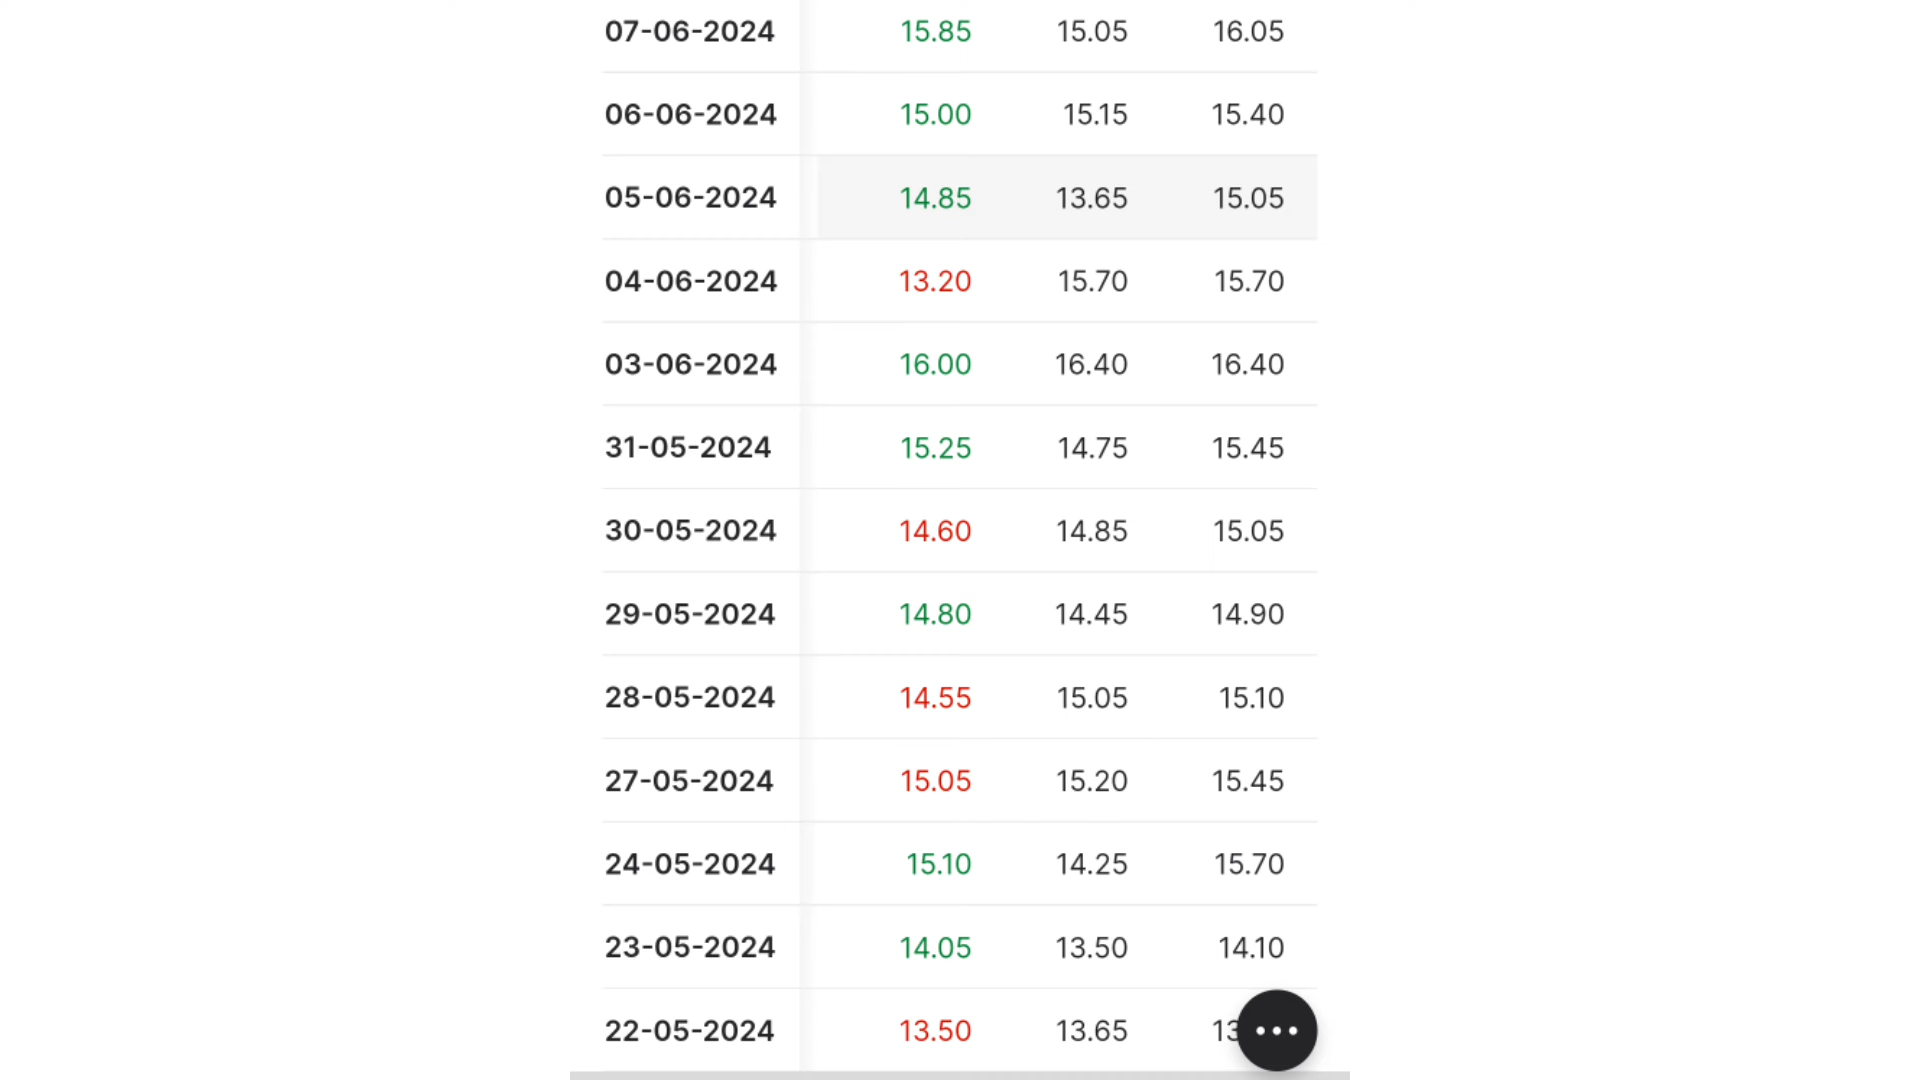 07-06-2024 15.85 15.05 16.05
06-06-2024 15.00 15.15 15.40
05-06-2024 14.85 13.65 15.05
04-06-2024 13.20 15.70 15.70
03-06-2024 16.00 16.40 16.40
31-05-2024 15.25 14.75 15.45
30-05-2024 14.60 14.85 15.05
29-05-2024 14.80 14.45 14.90
28-05-2024 14.55 15.05 15.10
27-05-2024 15.05 15.20 15.45
24-05-2024 15.10 14.25 15.70
23-05-2024 14.05 13.50 14.10
22-05-2024 13.50 13.65